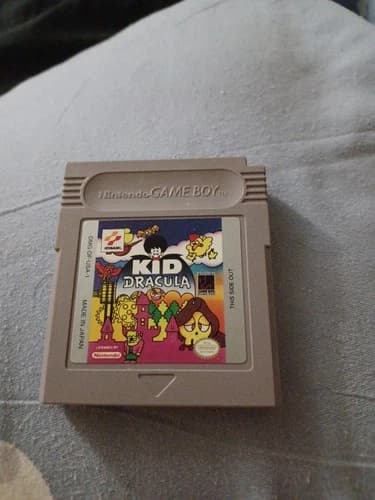 Nintendo GAME BOY TM
KONAMI
KID
DRACULA
DMG-QF-USA-1
MADE IN JAPAN
THIS SIDE OUT
LICENSED BY
Nintendo